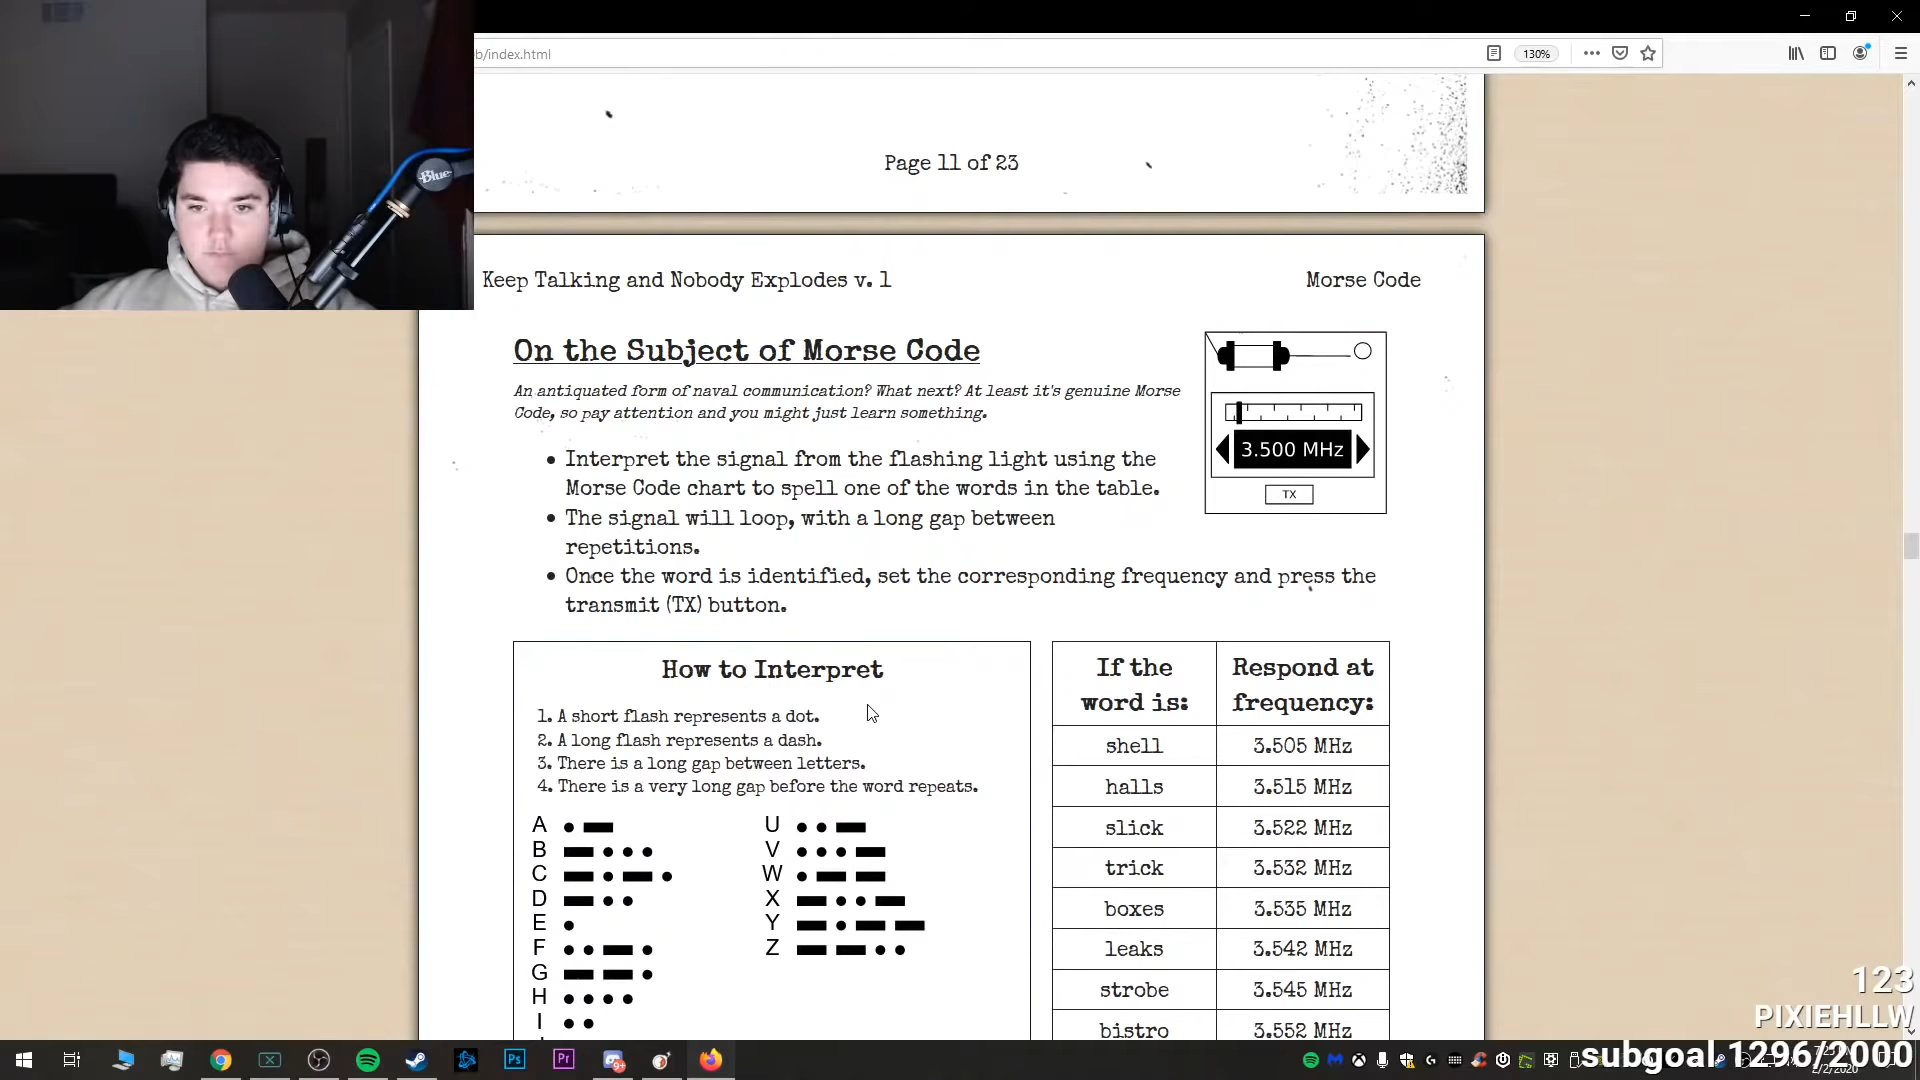 b/index.html
130%
Blue
Page 11 of 23
Keep Talking and Nobody Explodes v. 1
Morse Code
On the Subject of Morse Code
An antiquated form of naval communication? What next? At least it's genuine Morse
Code, so pay attention and you might just learn something.
• Interpret the signal from the flashing light using the
Morse Code chart to spell one of the words in the table.
• The signal will loop, with a long gap between
repetitions.
• Once the word is identified, set the corresponding frequency and press the
transmit (TX) button.
3.500 MHz
TX
How to Interpret
1. A short flash represents a dot.
2. A long flash represents a dash.
3. There is a long gap between letters.
4. There is a very long gap before the word repeats.
A
B
C
D
E
F
G
H
I
U
V
W
X
Y
Z
If the word is: Respond at frequency:
shell 3.505 MHz
halls 3.515 MHz
slick 3.522 MHz
trick 3.532 MHz
boxes 3.535 MHz
leaks 3.542 MHz
strobe 3.545 MHz
bistro 3.552 MHz
123
PIXIEHLLW
subgoal 1296/2000
Ps
Pr
2/2/2020